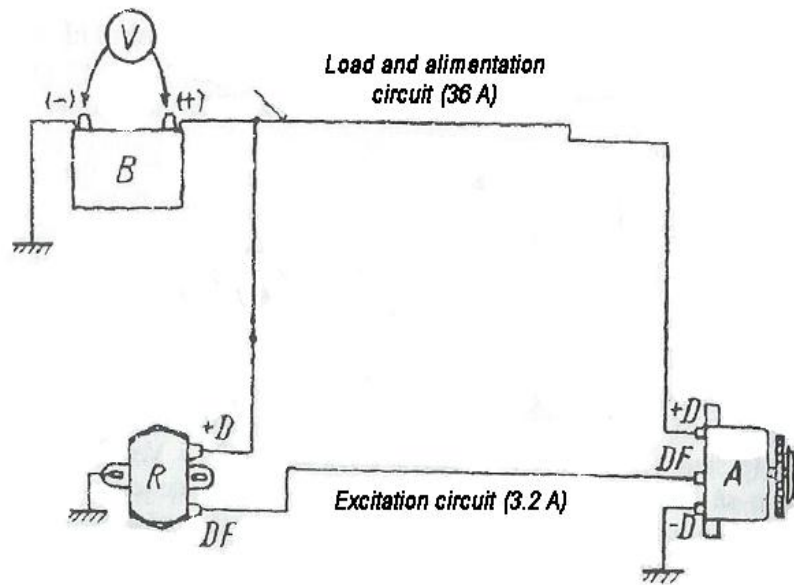 V
Load and alimentation
circuit (36 A)
(-)
(+)
B
+D
+D
DF
R
A
Excitation circuit (3.2 A)
DF
-D